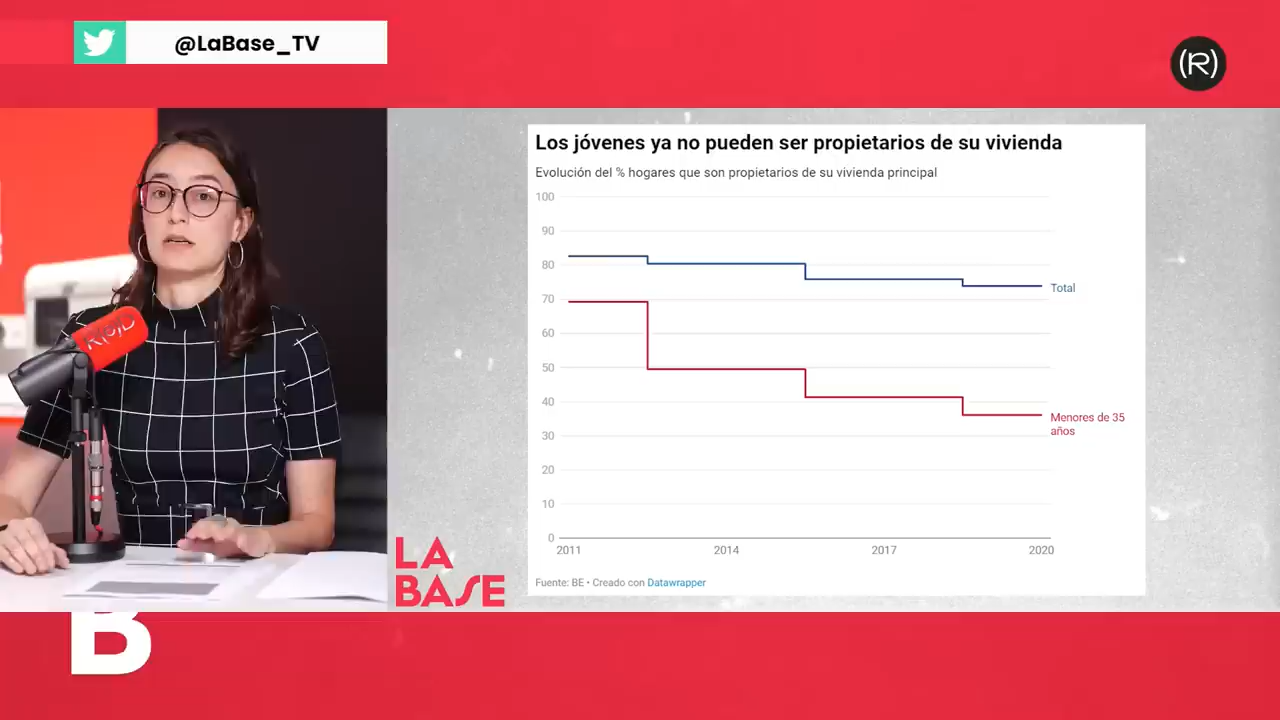 @LaBase_TV
(R)
Los jóvenes ya no pueden ser propietarios de su vivienda
Evolución del % hogares que son propietarios de su vivienda principal
100
90
80
70
60
50
40
30
20
10
0
Total
Menores de 35
años
2011 2014 2017 2020
Fuente: BE • Creado con Datawrapper
LA
BASE
B